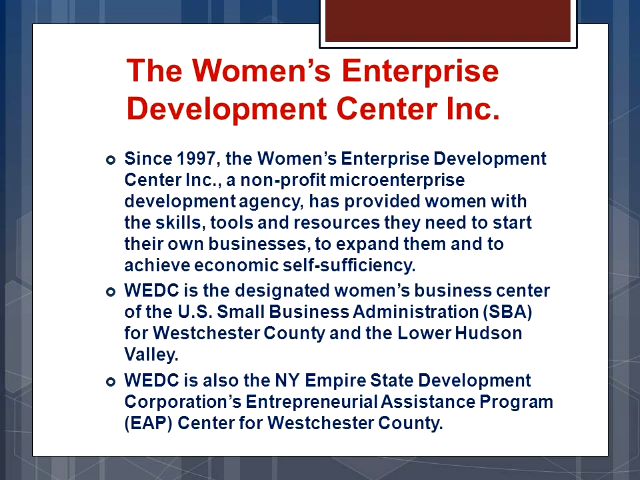 The Women’s Enterprise
Development Center Inc.
Since 1997, the Women’s Enterprise Development
Center Inc., a non-profit microenterprise
development agency, has provided women with
the skills, tools and resources they need to start
their own businesses, to expand them and to
achieve economic self-sufficiency.
WEDC is the designated women’s business center
of the U.S. Small Business Administration (SBA)
for Westchester County and the Lower Hudson
Valley.
WEDC is also the NY Empire State Development
Corporation’s Entrepreneurial Assistance Program
(EAP) Center for Westchester County.